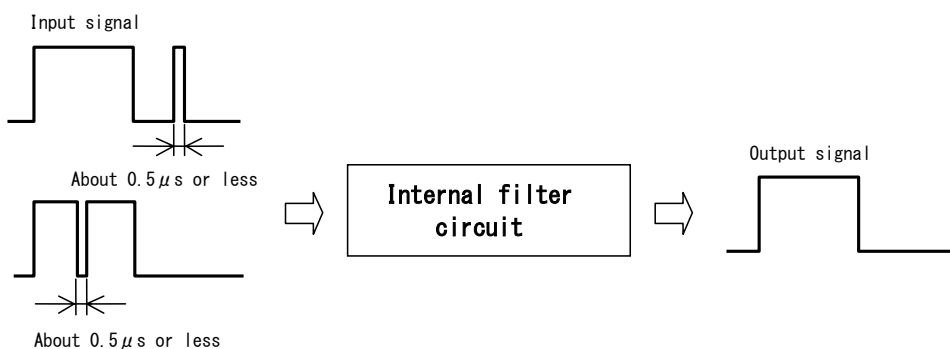 Input signal
About 0.5μs or less
Internal filter
circuit
Output signal
About 0.5μs or less